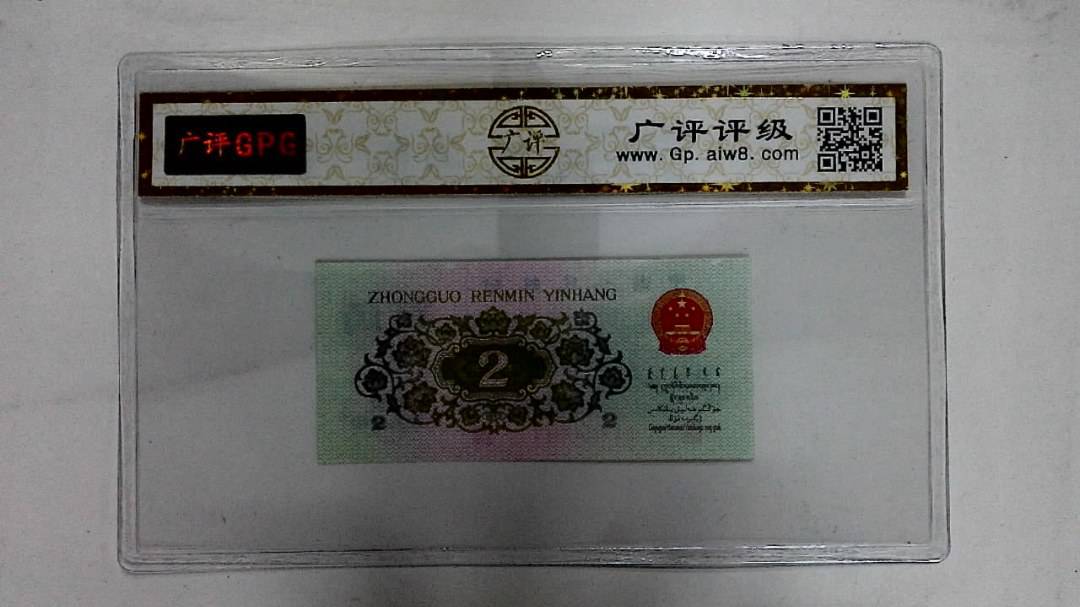 广评GPG
广评
广评评级
www.Gp.aiw8.com
ZHONGGUO RENMIN YINHANG
2
2
2